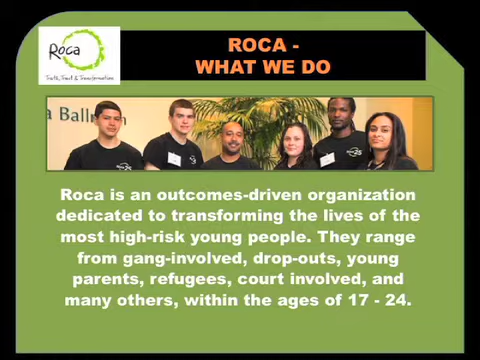 Roca
Truth, Trust & Transformation
ROCA -
WHAT WE DO
a Ballroom
Roca is an outcomes-driven organization
dedicated to transforming the lives of the
most high-risk young people. They range
from gang-involved, drop-outs, young
parents, refugees, court involved, and
many others, within the ages of 17 - 24.